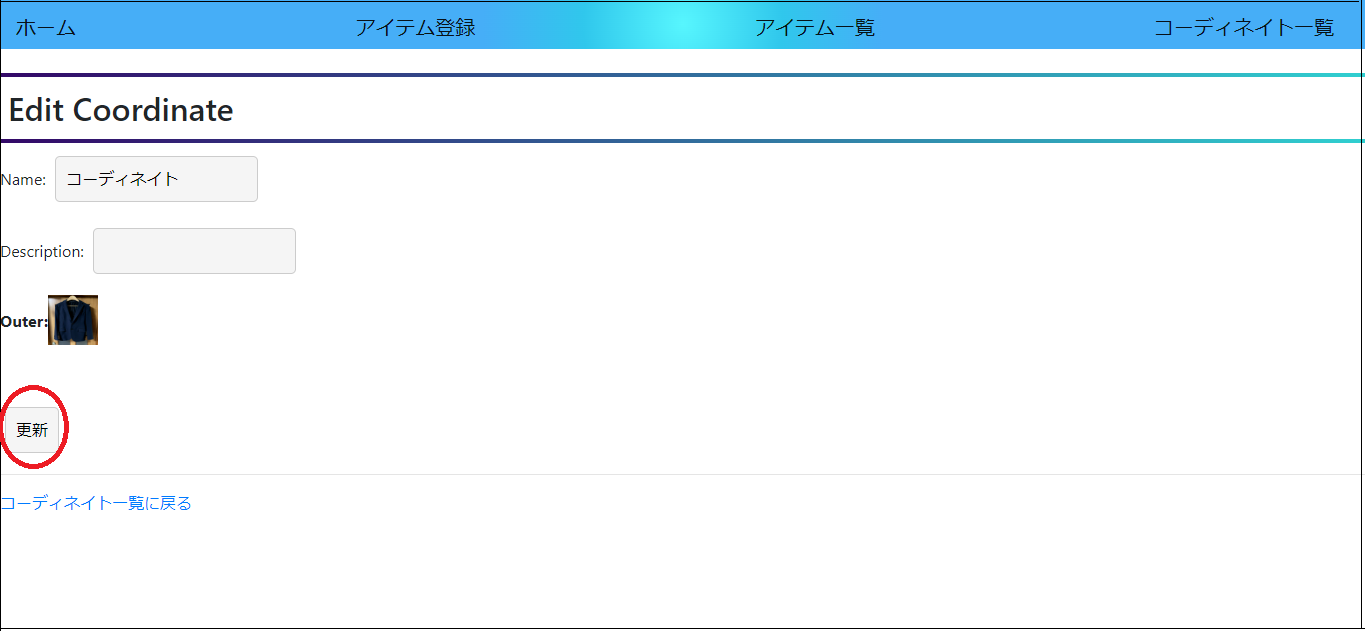 ホーム アイテム登録 アイテム一覧 コーディネイト一覧
Edit Coordinate
Name: コーディネイト
Description:
Outer:
更新
コーディネイト一覧に戻る